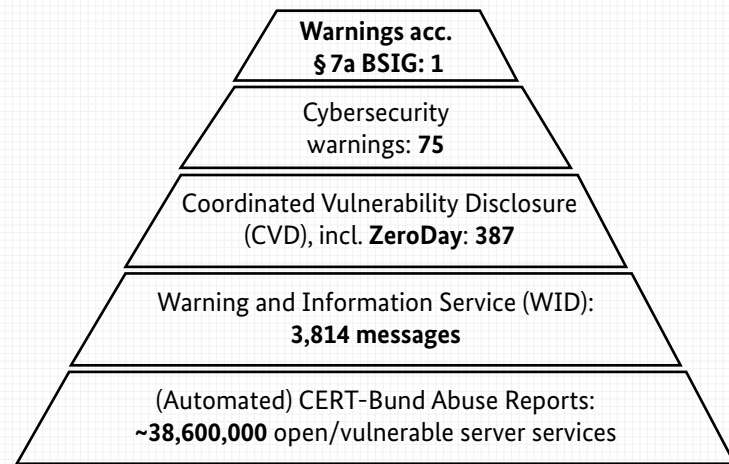 Warnings acc.
§ 7a BSIG: 1
Cybersecurity
warnings: 75
Coordinated Vulnerability Disclosure
(CVD), incl. ZeroDay: 387
Warning and Information Service (WID):
3,814 messages
(Automated) CERT-Bund Abuse Reports:
~38,600,000 open/vulnerable server services